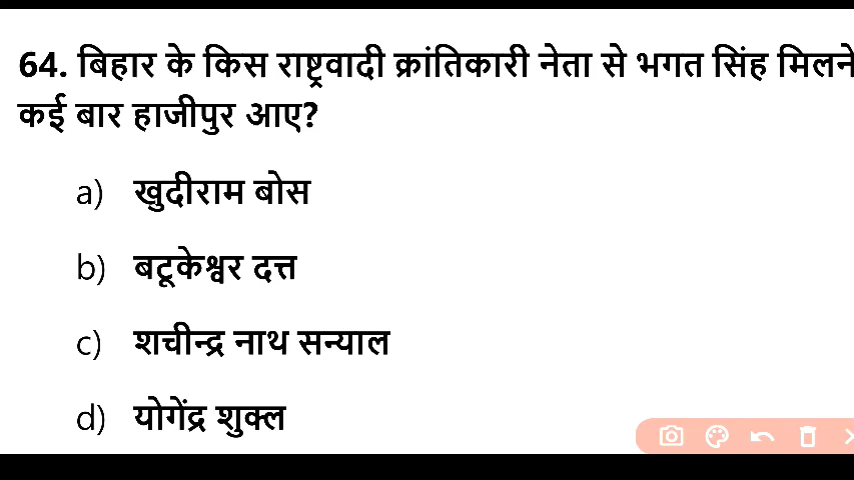 64. बिहार के किस राष्ट्रवादी क्रांतिकारी नेता से भगत सिंह मिलने
कई बार हाजीपुर आए?
a) खुदीराम बोस
b) बटूकेश्वर दत्त
c) शचीन्द्र नाथ सन्याल
d) योगेंद्र शुक्ल